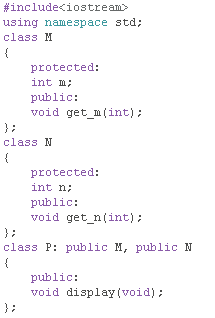 #include<iostream>
using namespace std;
class M
{
    protected:
    int m;
    public:
    void get_m(int);
};
class N
{
    protected:
    int n;
    public:
    void get_n(int);
};
class P: public M, public N
{
    public:
    void display(void);
};